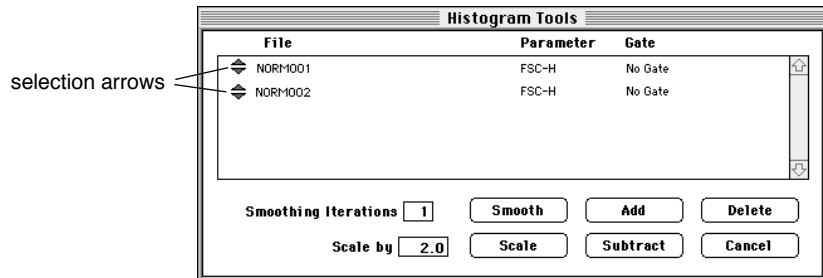 Histogram Tools
File Parameter Gate
selection arrows
NORM001 FSC-H No Gate
NORM002 FSC-H No Gate
Smoothing Iterations 1 Smooth Add Delete
Scale by 2.0 Scale Subtract Cancel